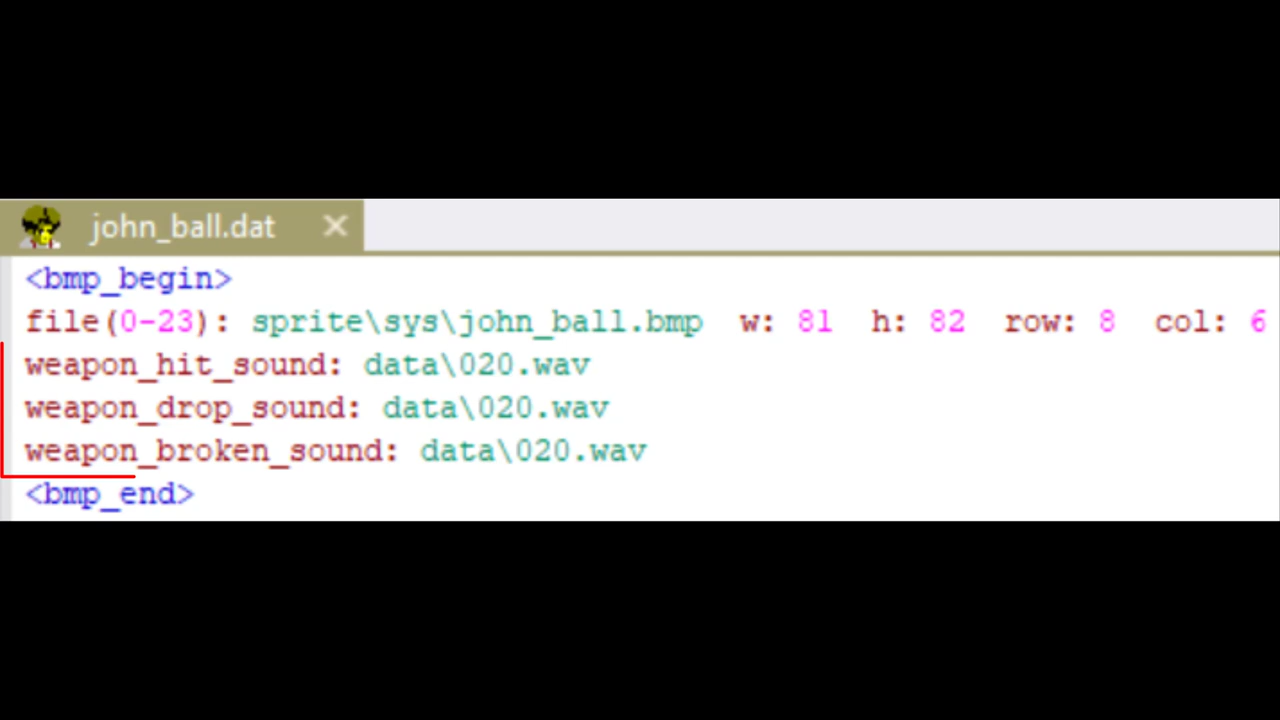 john_ball.dat
<bmp_begin>
file(0-23): sprite\sys\john_ball.bmp  w: 81  h: 82  row: 8  col: 6
weapon_hit_sound: data\020.wav
weapon_drop_sound: data\020.wav
weapon_broken_sound: data\020.wav
<bmp_end>